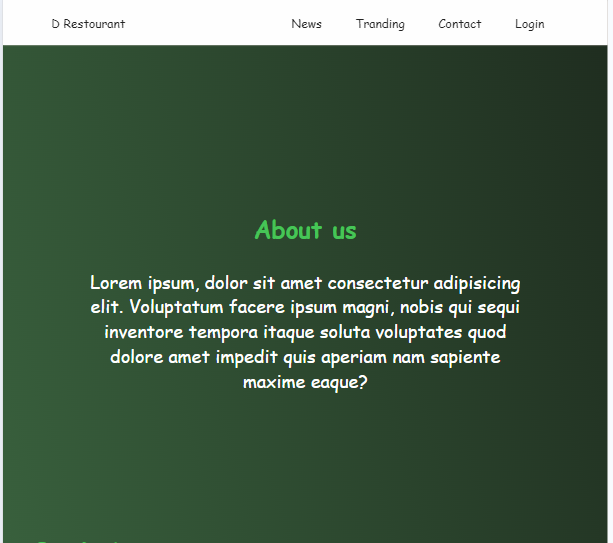 D Restourant News Tranding Contact Login
About us
Lorem ipsum, dolor sit amet consectetur adipisicing
elit. Voluptatum facere ipsum magni, nobis qui sequi
inventore tempora itaque soluta voluptates quod
dolore amet impedit quis aperiam nam sapiente
maxime eaque?